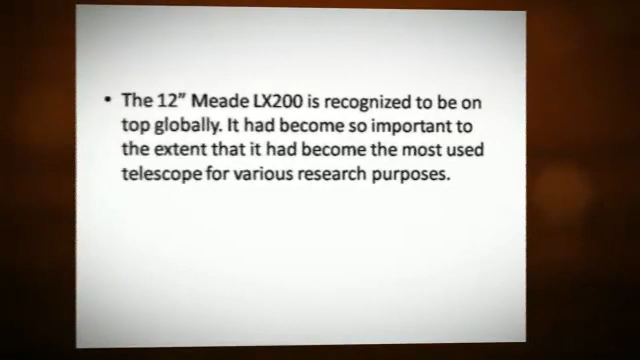 • The 12” Meade LX200 is recognized to be on
top globally. It had become so important to
the extent that it had become the most used
telescope for various research purposes.